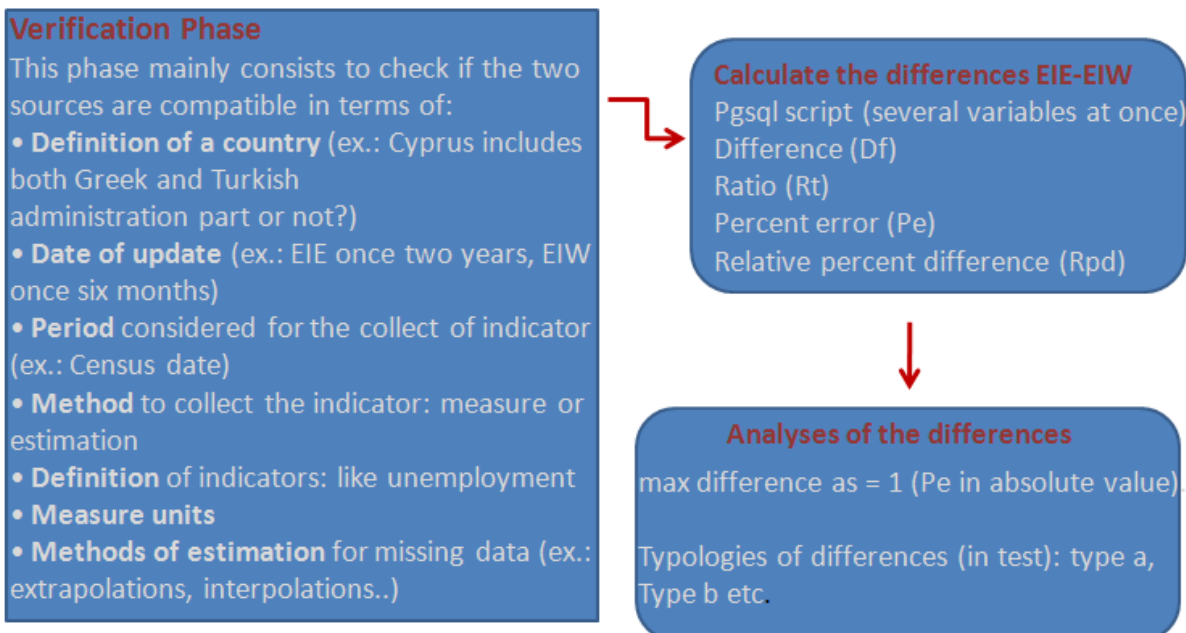 Verification Phase
This phase mainly consists to check if the two
sources are compatible in terms of:
• Definition of a country (ex.: Cyprus includes
both Greek and Turkish
administration part or not?)
• Date of update (ex.: EIE once two years, EIW
once six months)
• Period considered for the collect of indicator
(ex.: Census date)
• Method to collect the indicator: measure or
estimation
• Definition of indicators: like unemployment
• Measure units
• Methods of estimation for missing data (ex.:
extrapolations, interpolations..)
Calculate the differences EIE-EIW
Pgsql script (several variables at once)
Difference (Df)
Ratio (Rt)
Percent error (Pe)
Relative percent difference (Rpd)
Analyses of the differences
max difference as = 1 (Pe in absolute value).
Typologies of differences (in test): type a,
Type b etc.